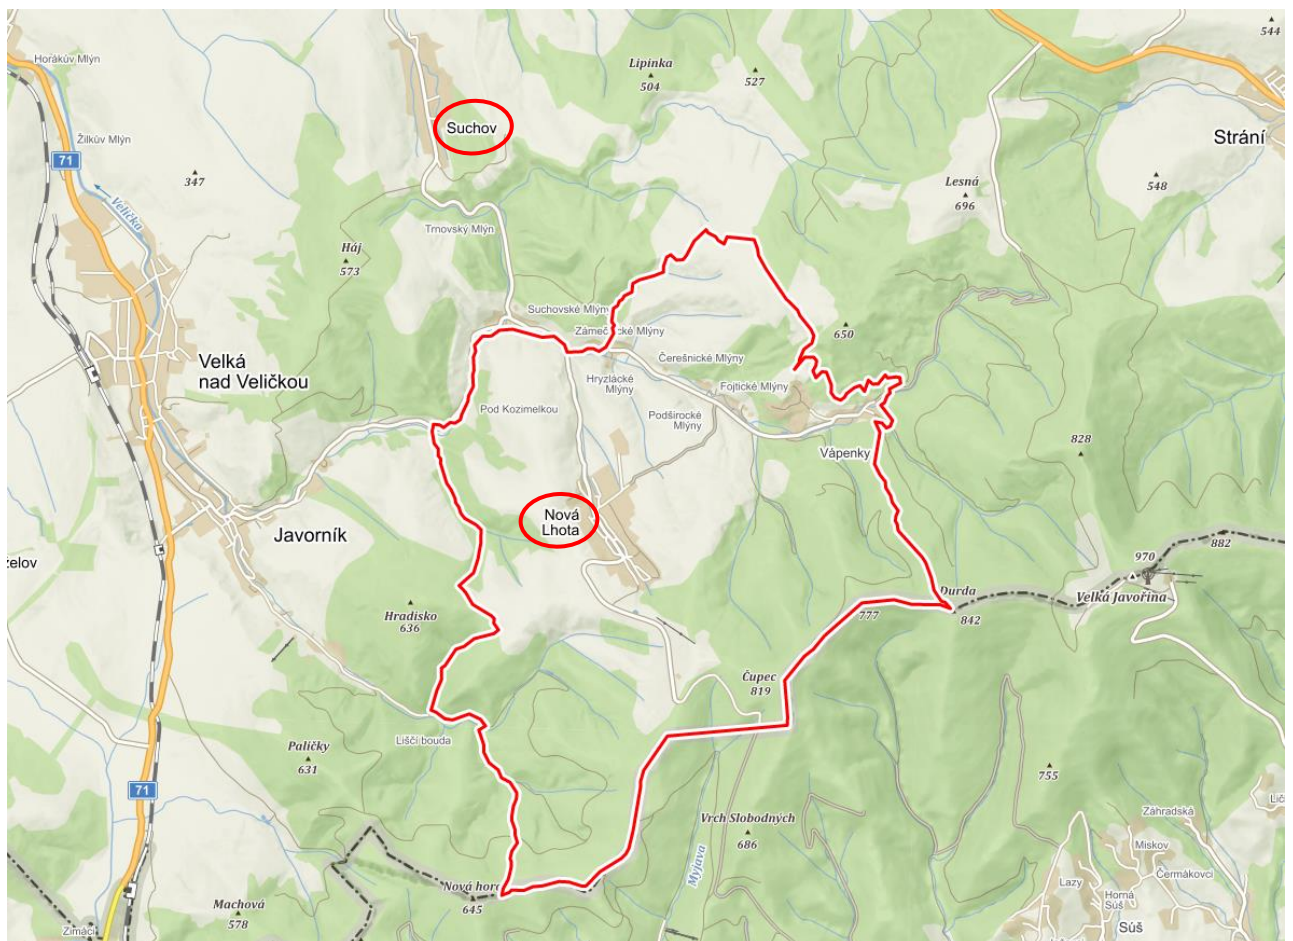 544
Horákův Mlýn
Lipinka
504
527
Suchov
Strání
Žilkův Mlýn
71
347
Lesná
696
548
Velička
Trnovský Mlýn
Háj
573
Suchovské Mlýny
650
Čerešnické Mlýny
Velká
nad Veličkou
Hryzlácké
Mlýny
Fojtické Mlýny
Pod Kozimelkou
Podširocké
Mlýny
828
Vápenky
Nová
Lhota
Javorník
882
970
Durda
Velká Javořina
Hradisko
636
777
842
Čupec
819
Liščí bouda
Paličky
631
755
71
Vrch Slobodných
686
Záhradská
Miskov
Myjava
Čermákovci
Lazy
Nová hora
Horná
Súš
645
Machová
578
Súš